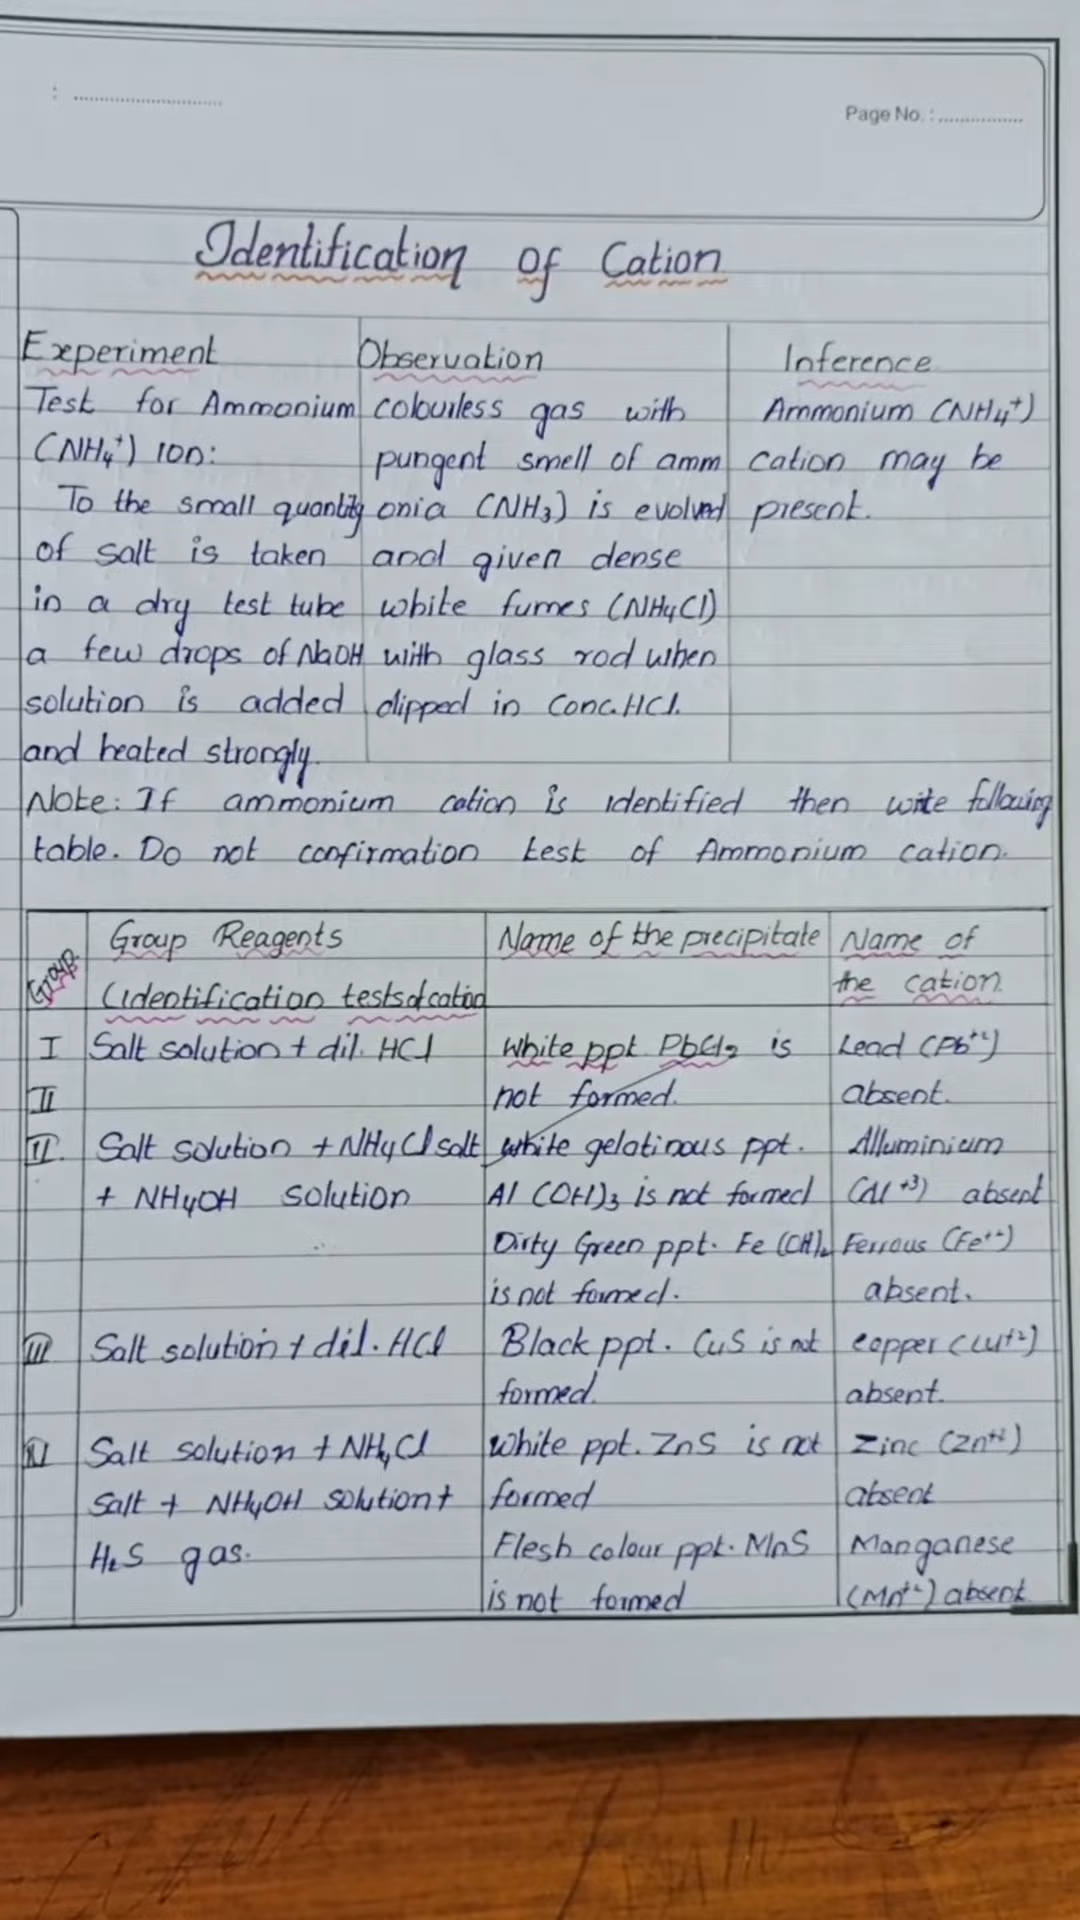 : ..............................
Page No. : ................
Identification of Cation
Experiment
Test for Ammonium
(NH4+) ion:
To the small quantity
of salt is taken
in a dry test tube
a few drops of NaOH
solution is added
and heated strongly.
Observation
colourless gas with
pungent smell of amm
onia (NH3) is evolved
and given dense
white fumes (NH4Cl)
with glass rod when
dipped in Conc. HCl.
Inference
Ammonium (NH4+)
cation may be
present.
Note: If ammonium cation is identified then write following
table. Do not confirmation test of Ammonium cation.
Group.
Group Reagents
(identification tests of cation
Name of the precipitate
Name of
the cation
I Salt solution + dil. HCl
White ppt. PbCl2 is
not formed.
Lead (Pb+2)
absent.
II
II. Salt solution + NH4Cl salt
+ NH4OH solution
white gelatinous ppt.
Al (OH)3 is not formed
Dirty Green ppt. Fe (OH)2
is not formed.
Alluminium
(Al+3) absent
Ferrous (Fe++)
absent.
III Salt solution + dil. HCl
Black ppt. CuS is not
formed.
copper (Cu+2)
absent.
IV Salt solution + NH4Cl
Salt + NH4OH solution +
H2S gas.
White ppt. ZnS is not
formed
Flesh colour ppt. MnS
is not formed
Zinc (Zn+2)
absent
Manganese
(Mn+2) absent